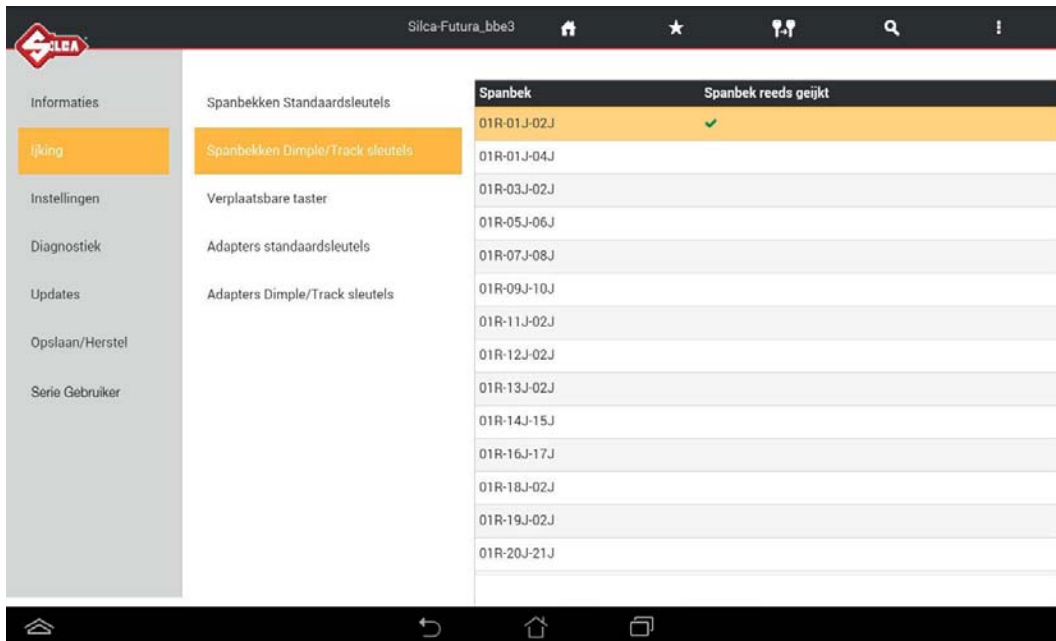 Silca-Futura_bbe3
SILCA
Informaties
Ijking
Instellingen
Diagnostiek
Updates
Opslaan/Herstel
Serie Gebruiker
Spanbekken Standaardsleutels
Spanbekken Dimple/Track sleutels
Verplaatsbare taster
Adapters standaardsleutels
Adapters Dimple/Track sleutels
Spanbek Spanbek reeds geijkt
01R-01J-02J
01R-01J-04J
01R-03J-02J
01R-05J-06J
01R-07J-08J
01R-09J-10J
01R-11J-02J
01R-12J-02J
01R-13J-02J
01R-14J-15J
01R-16J-17J
01R-18J-02J
01R-19J-02J
01R-20J-21J